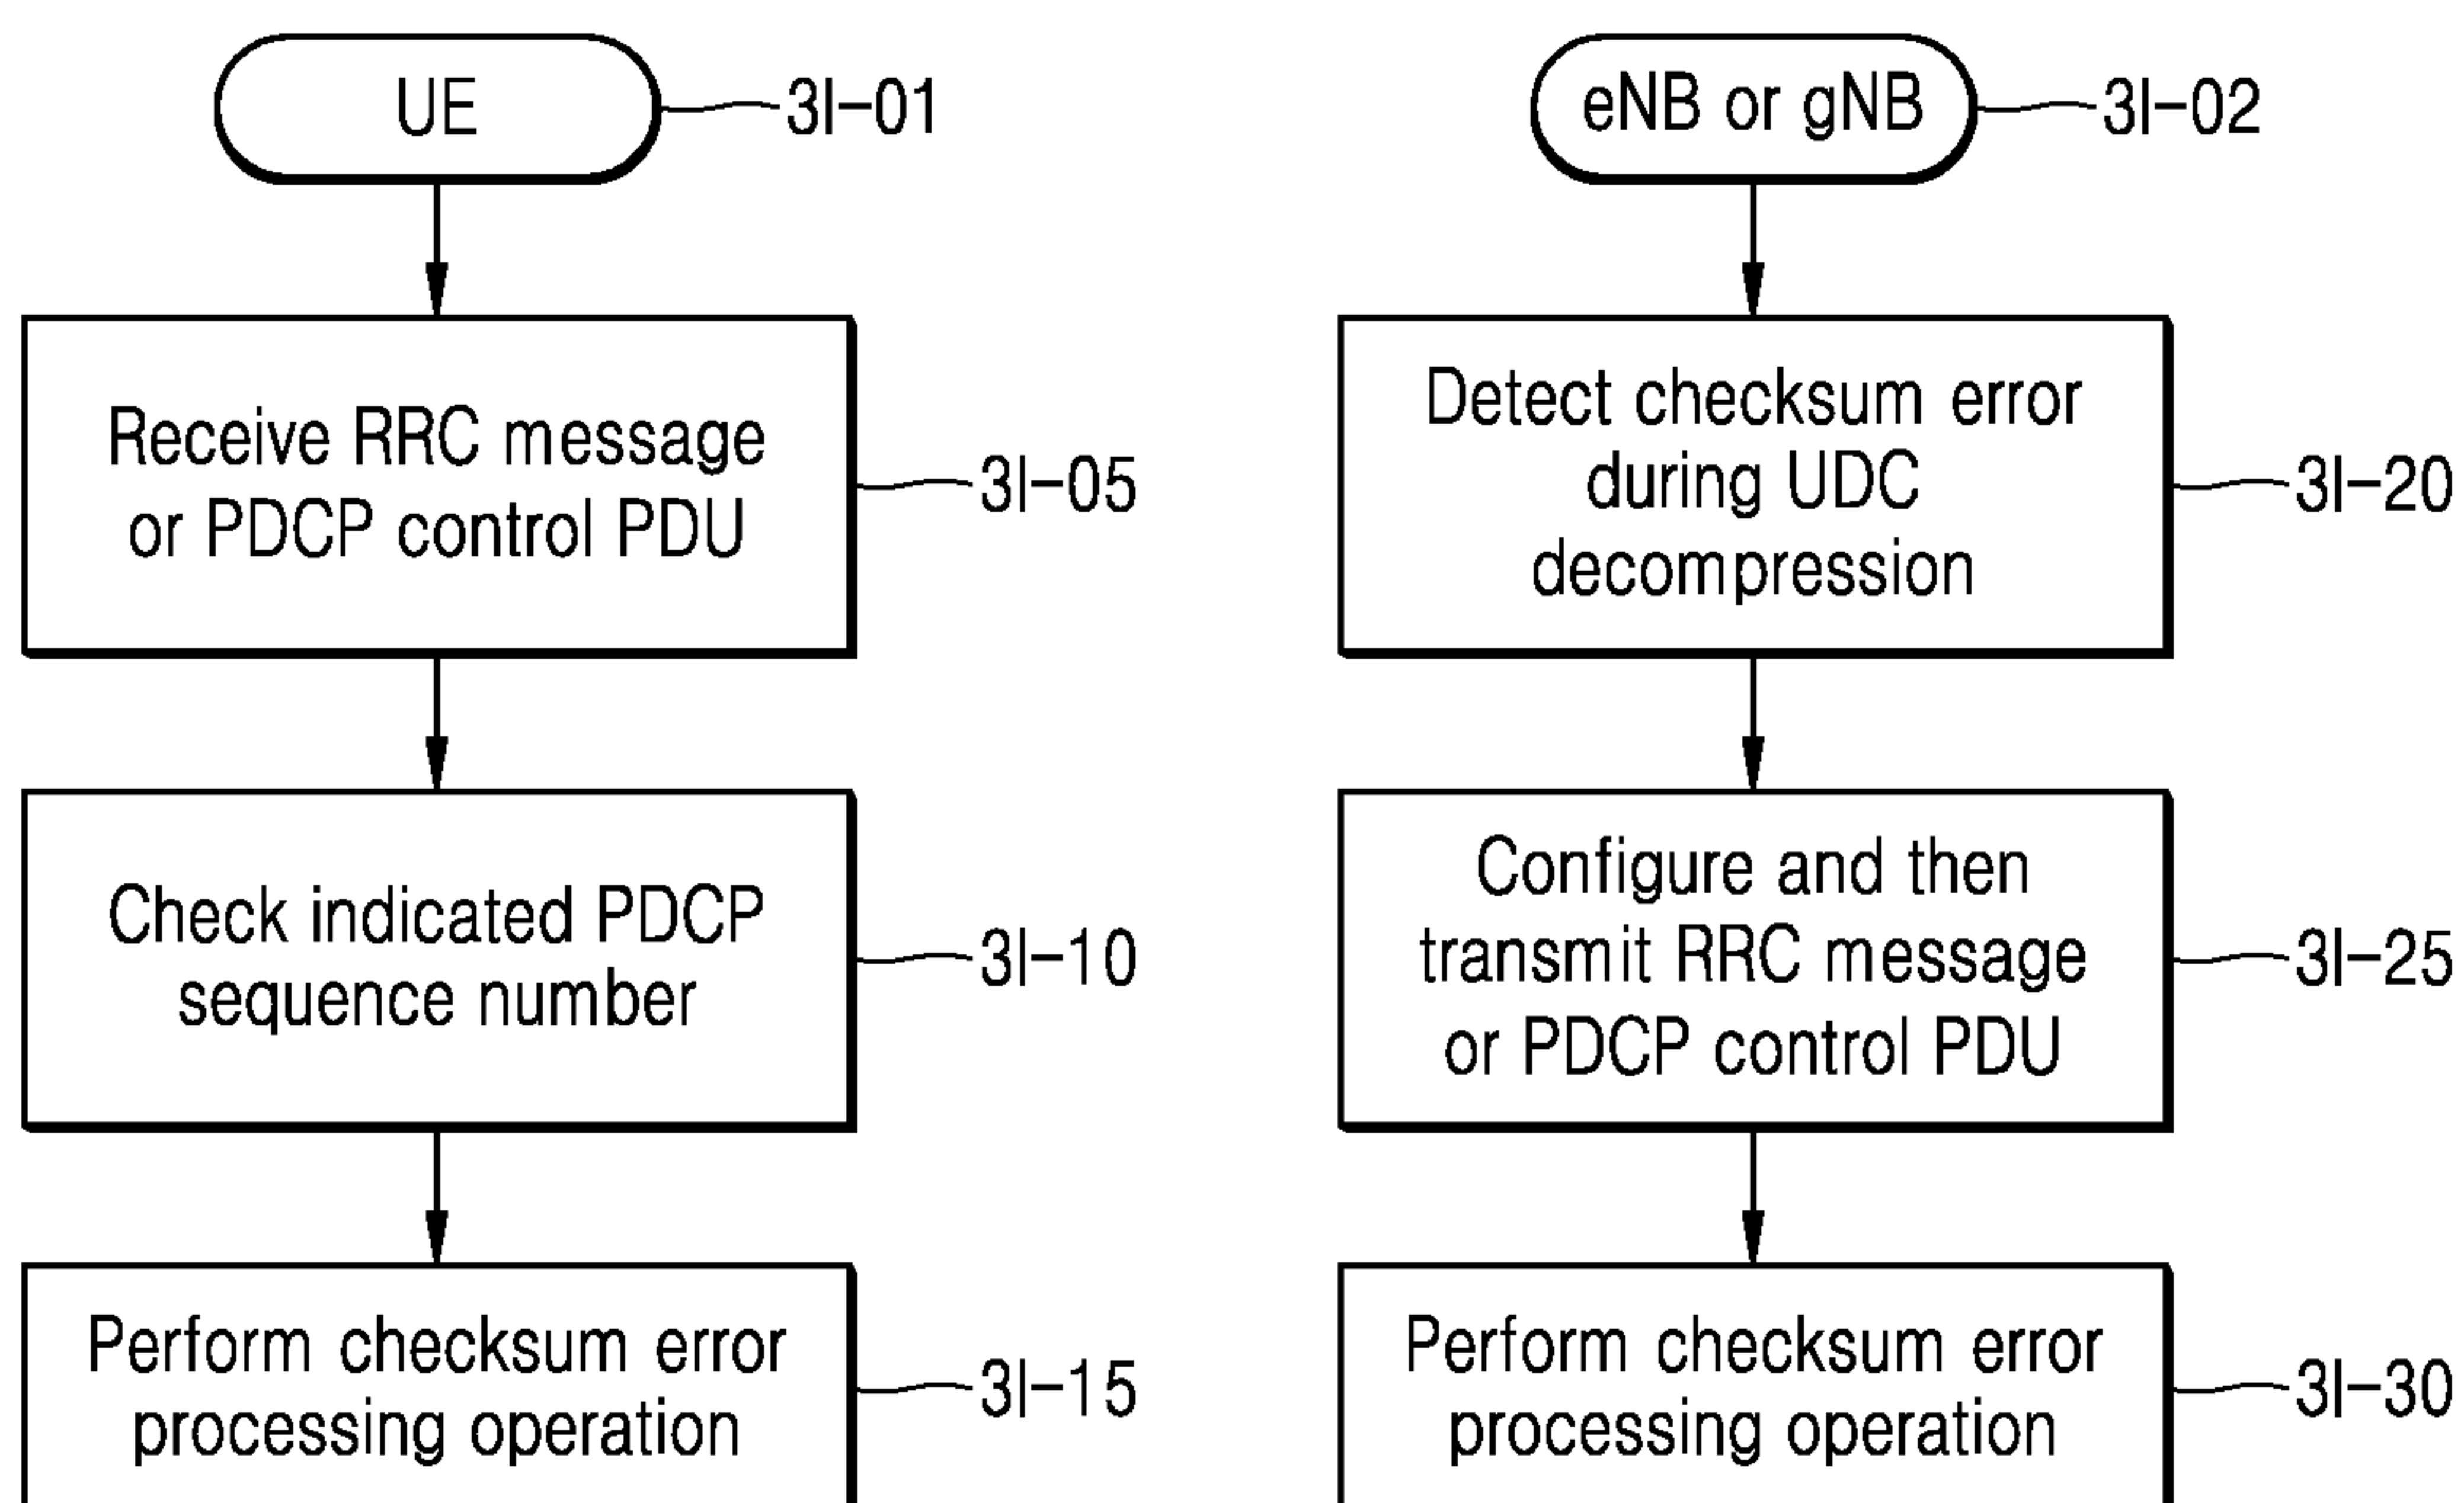 UE
3l-01
Receive RRC message
or PDCP control PDU
3l-05
Check indicated PDCP
sequence number
3l-10
Perform checksum error
processing operation
3l-15
eNB or gNB
3l-02
Detect checksum error
during UDC
decompression
3l-20
Configure and then
transmit RRC message
or PDCP control PDU
3l-25
Perform checksum error
processing operation
3l-30